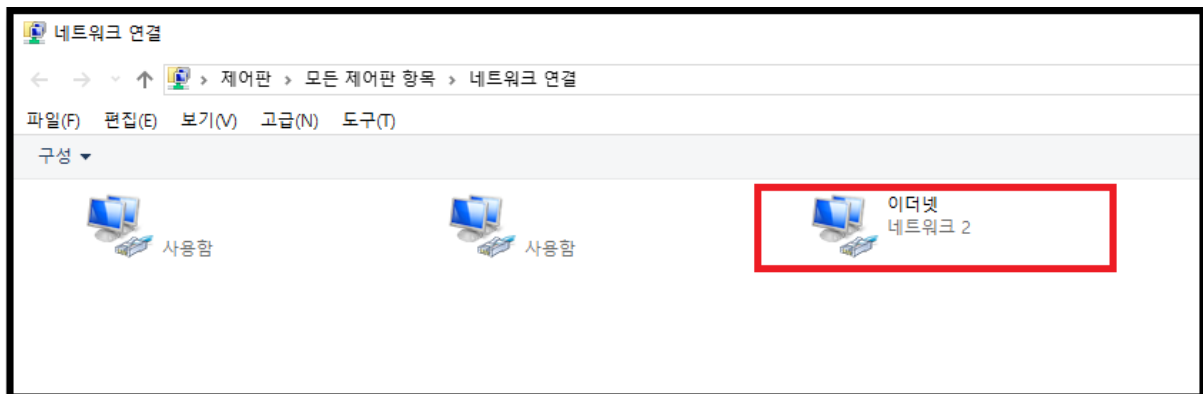 네트워크 연결
제어판 > 모든 제어판 항목 > 네트워크 연결
파일(F) 편집(E) 보기(V) 고급(N) 도구(T)
구성
사용함
사용함
이더넷
네트워크 2